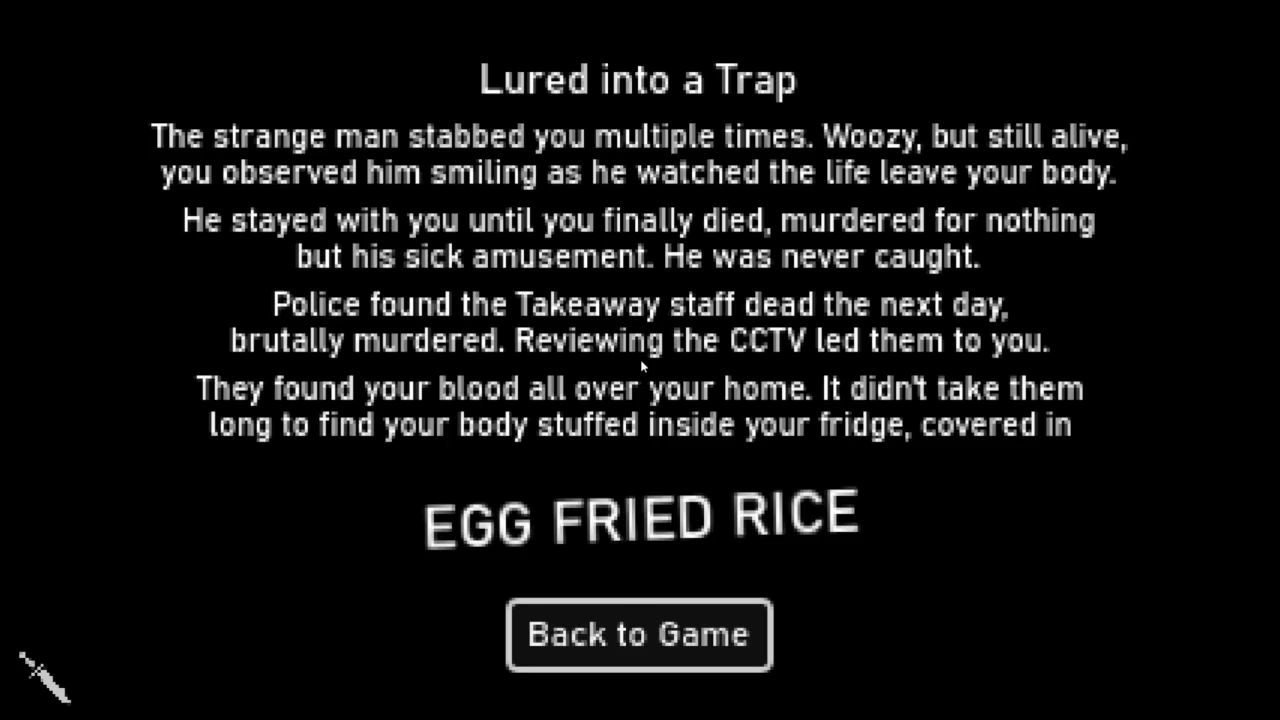 Lured into a Trap
The strange man stabbed you multiple times. Woozy, but still alive,
you observed him smiling as he watched the life leave your body.
He stayed with you until you finally died, murdered for nothing
but his sick amusement. He was never caught.
Police found the Takeaway staff dead the next day,
brutally murdered. Reviewing the CCTV led them to you.
They found your blood all over your home. It didn't take them
long to find your body stuffed inside your fridge, covered in
EGG FRIED RICE
Back to Game